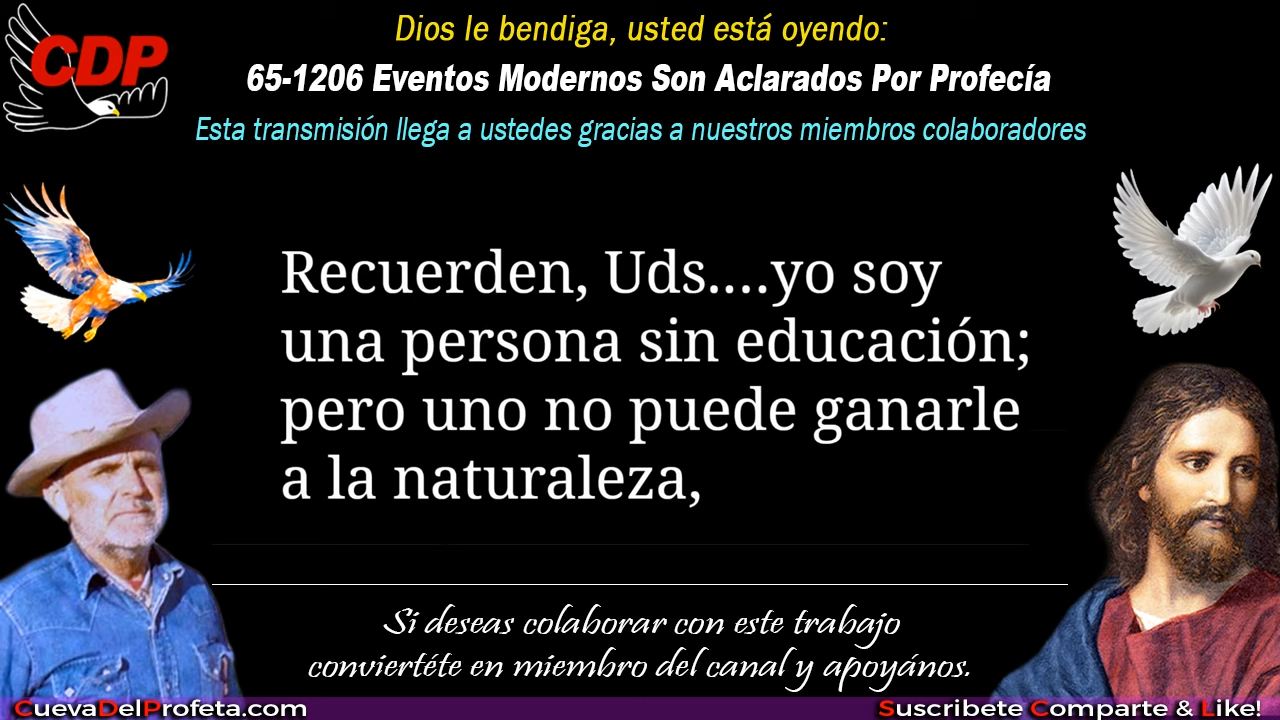 CDP
Dios le bendiga, usted está oyendo:
65-1206 Eventos Modernos Son Aclarados Por Profecía
Esta transmisión llega a ustedes gracias a nuestros miembros colaboradores
Recuerden, Uds....yo soy
una persona sin educación;
pero uno no puede ganarle
a la naturaleza,
Si deseas colaborar con este trabajo
conviertéte en miembro del canal y apoyános.
CuevaDelProfeta.com
Suscribete Comparte & Like!